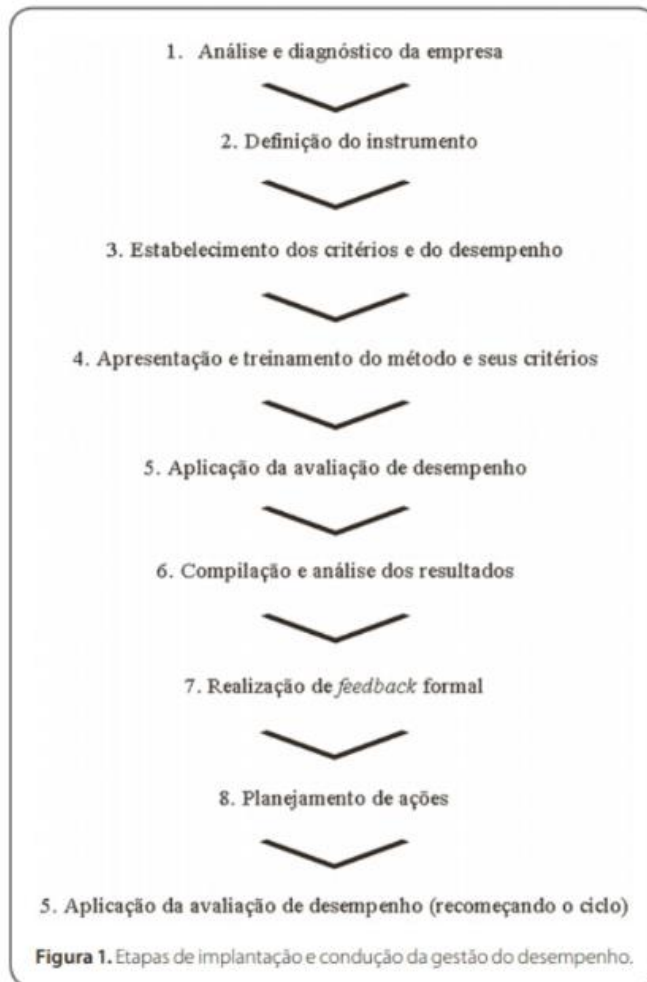 1. Análise e diagnóstico da empresa
2. Definição do instrumento
3. Estabelecimento dos critérios e do desempenho
4. Apresentação e treinamento do método e seus critérios
5. Aplicação da avaliação de desempenho
6. Compilação e análise dos resultados
7. Realização de feedback formal
8. Planejamento de ações
5. Aplicação da avaliação de desempenho (recomeçando o ciclo)
Figura 1. Etapas de implantação e condução da gestão do desempenho.